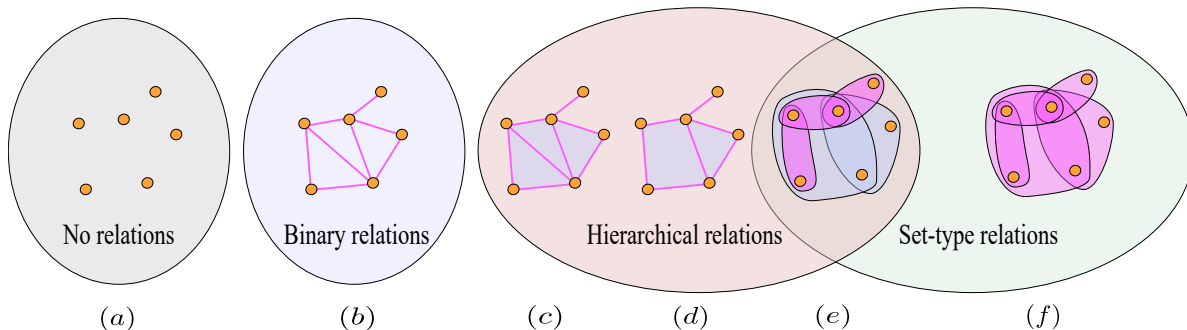 No relations
Binary relations
Hierarchical relations
Set-type relations
(a)
(b)
(c)
(d)
(e)
(f)